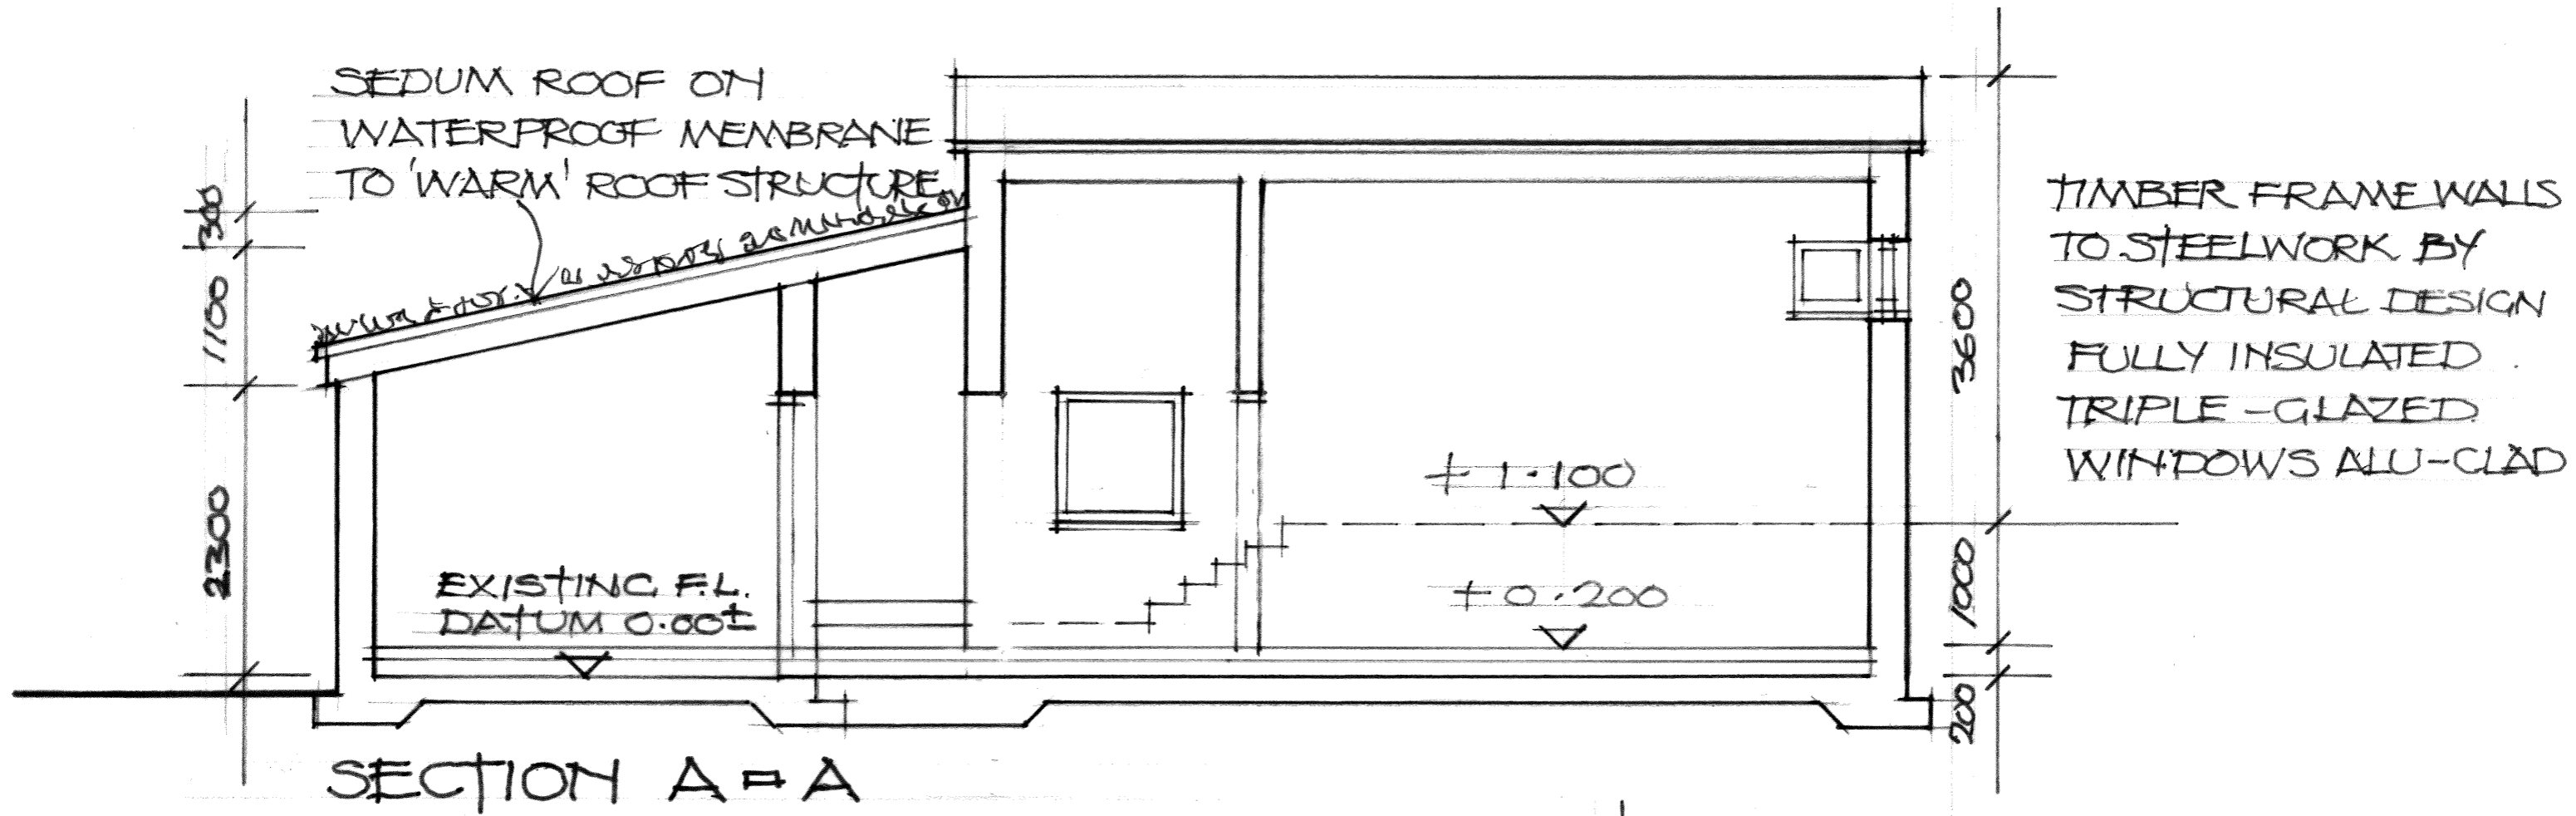 SEDUM ROOF ON
WATERPROOF MEMBRANE
TO 'WARM' ROOF STRUCTURE
300
1100
2300
EXISTING F.L.
DATUM 0.00±
+ 1.100
+ 0.200
3600
1000
200
TIMBER FRAME WALLS
TO STEELWORK BY
STRUCTURAL DESIGN
FULLY INSULATED.
TRIPLE-GLAZED
WINDOWS ALU-CLAD
SECTION A-A